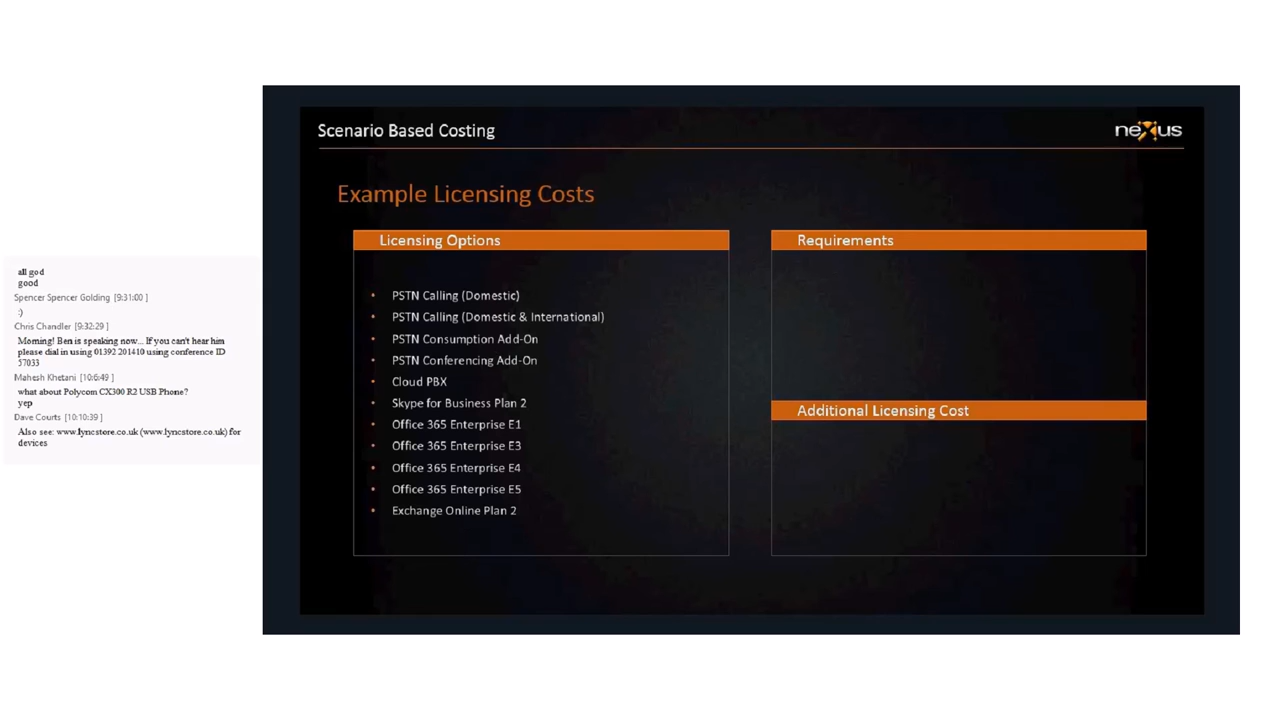 all god
good
Spencer Spencer Golding [9:31:00 ]
:)
Chris Chandler [9:32:29 ]
Morning! Ben is speaking now... If you can't hear him
please dial in using 01392 201410 using conference ID
57033
Mahesh Khetani [10:6:49 ]
what about Polycom CX300 R2 USB Phone?
yep
Dave Courts [10:10:39 ]
Also see: www.lyncstore.co.uk (www.lyncstore.co.uk) for
devices
Scenario Based Costing
nexus
Example Licensing Costs
Licensing Options
• PSTN Calling (Domestic)
• PSTN Calling (Domestic & International)
• PSTN Consumption Add-On
• PSTN Conferencing Add-On
• Cloud PBX
• Skype for Business Plan 2
• Office 365 Enterprise E1
• Office 365 Enterprise E3
• Office 365 Enterprise E4
• Office 365 Enterprise E5
• Exchange Online Plan 2
Requirements
Additional Licensing Cost